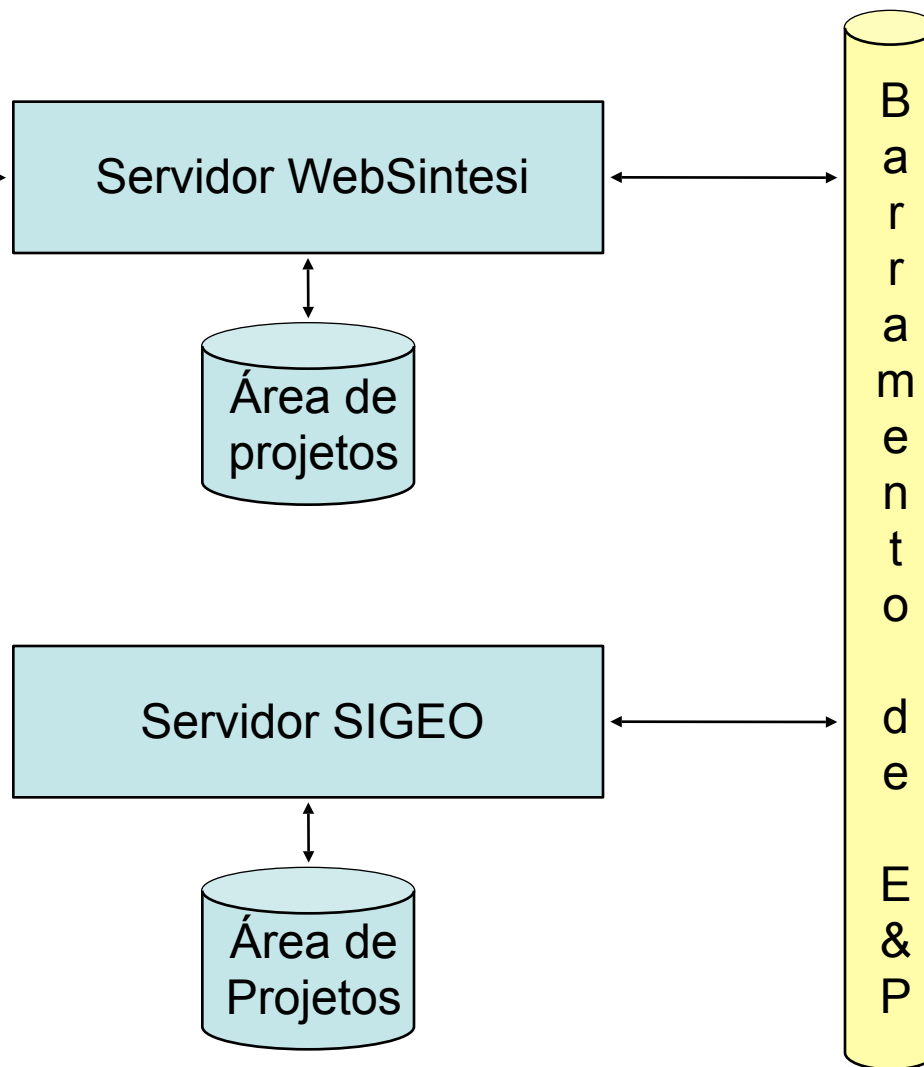 Servidor WebSintesi
Área de
projetos
Servidor SIGEO
Área de
Projetos
B
a
r
r
a
m
e
n
t
o
d
e
E
&
P